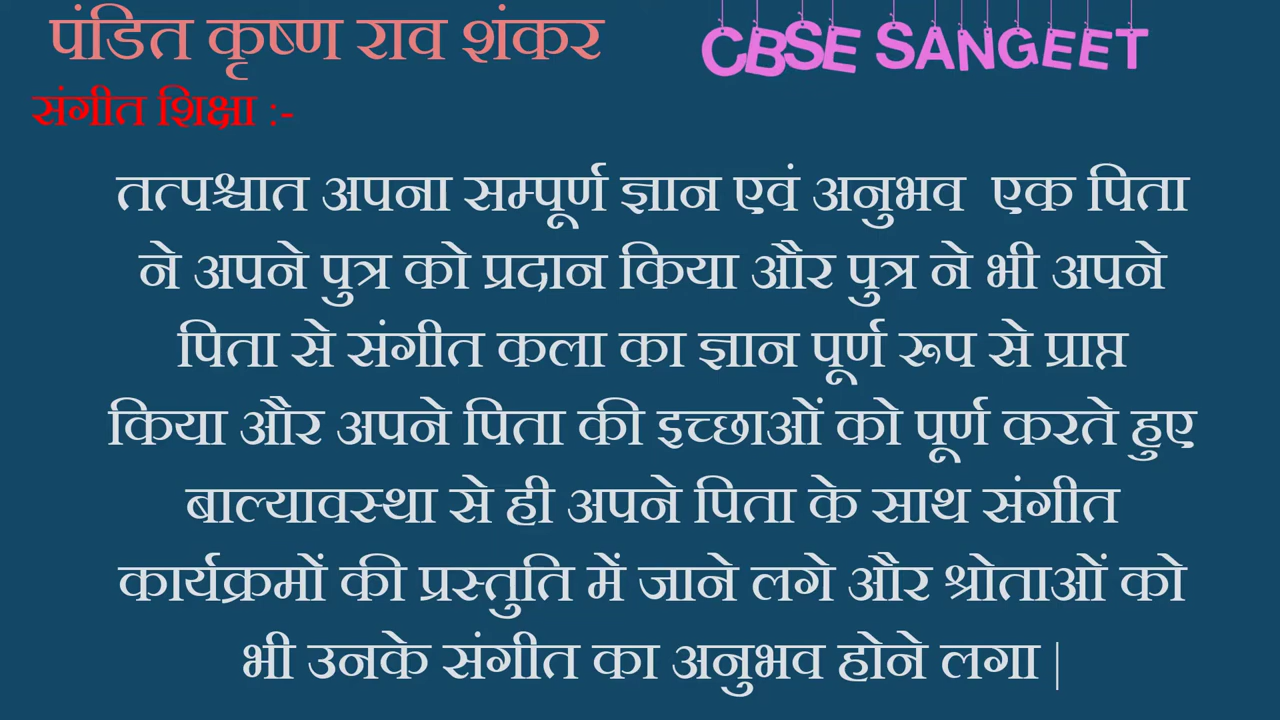 पंडित कृष्ण राव शंकर
CBSE SANGEET
संगीत शिक्षा :-
तत्पश्चात अपना सम्पूर्ण ज्ञान एवं अनुभव एक पिता
ने अपने पुत्र को प्रदान किया और पुत्र ने भी अपने
पिता से संगीत कला का ज्ञान पूर्ण रूप से प्राप्त
किया और अपने पिता की इच्छाओं को पूर्ण करते हुए
बाल्यावस्था से ही अपने पिता के साथ संगीत
कार्यक्रमों की प्रस्तुति में जाने लगे और श्रोताओं को
भी उनके संगीत का अनुभव होने लगा |